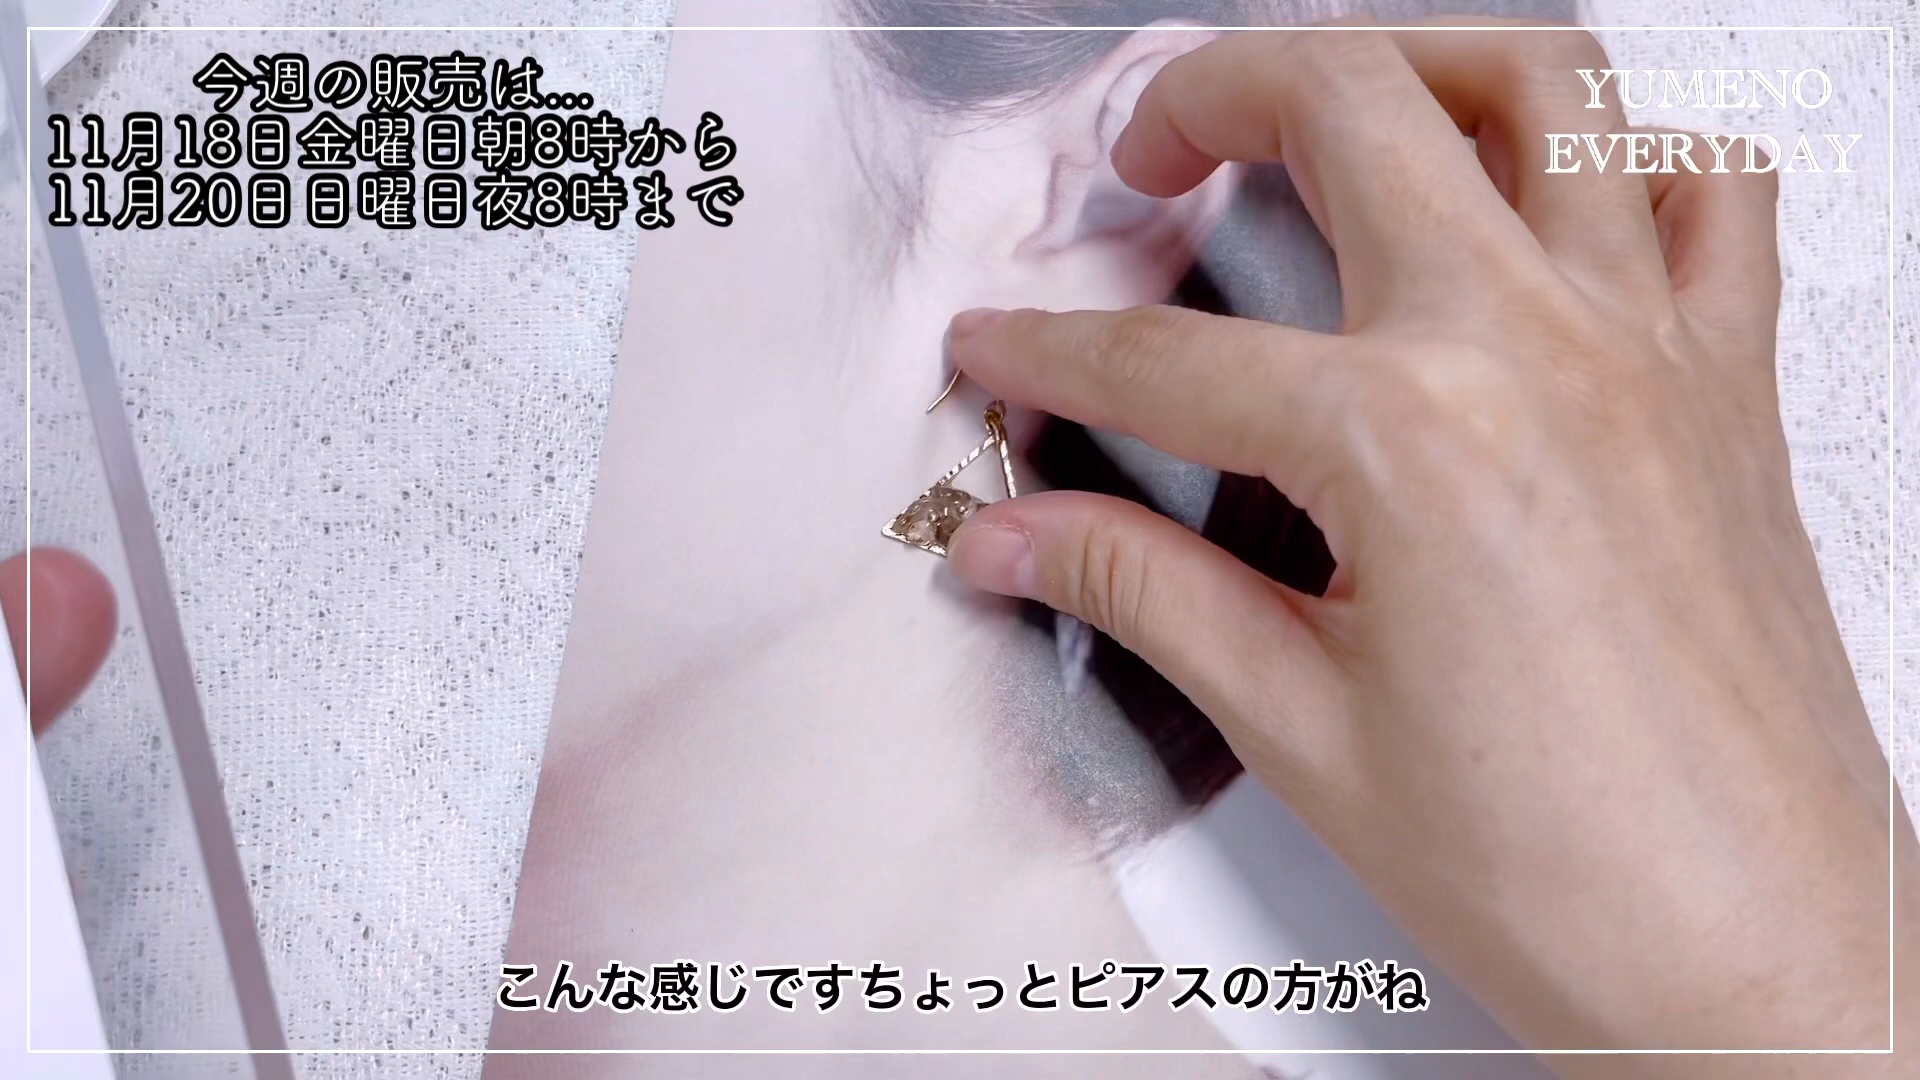 今週の販売は...
11月18日金曜日朝8時から
11月20日日曜日夜8時まで
YUMENO
EVERYDAY
こんな感じですちょっとピアスの方がね